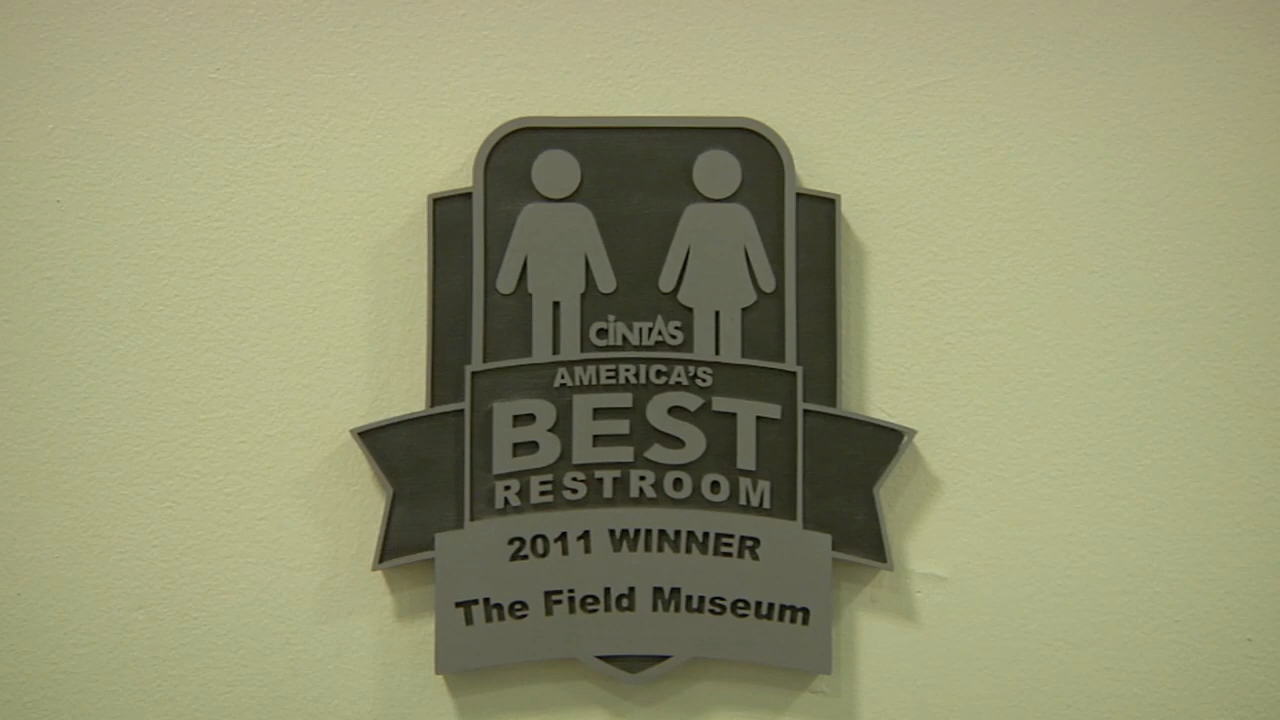 CiNTAS
AMERICA'S
BEST
RESTROOM
2011 WINNER
The Field Museum